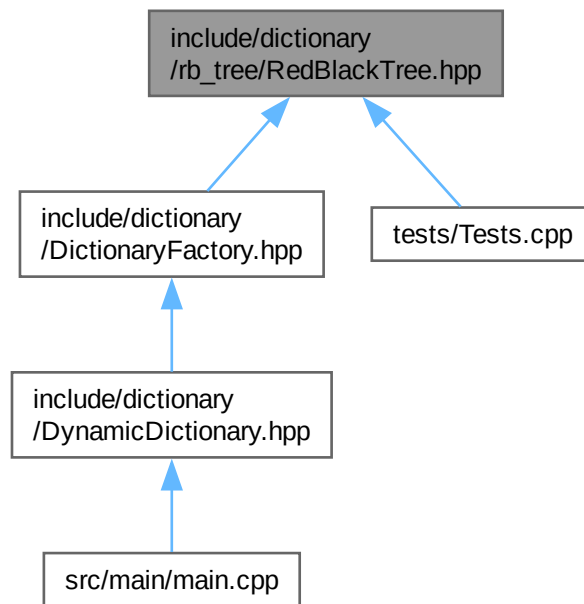 include/dictionary
/rb_tree/RedBlackTree.hpp
include/dictionary
/DictionaryFactory.hpp
tests/Tests.cpp
include/dictionary
/DynamicDictionary.hpp
src/main/main.cpp